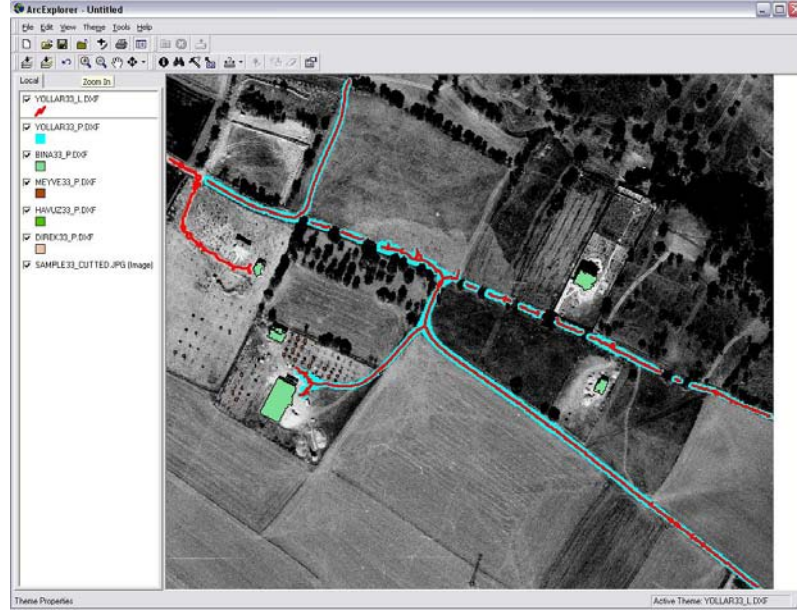 ArcExplorer - Untitled
File Edit View Theme Tools Help
Local
Zoom In
YOLLAR33_L.DXF
YOLLAR33_P.DXF
BINA33_P.DXF
MEYVE33_P.DXF
HAVUZ33_P.DXF
DIREK33_P.DXF
SAMPLE33_CUTTED.JPG (Image)
Theme Properties
Active Theme: YOLLAR33_L.DXF